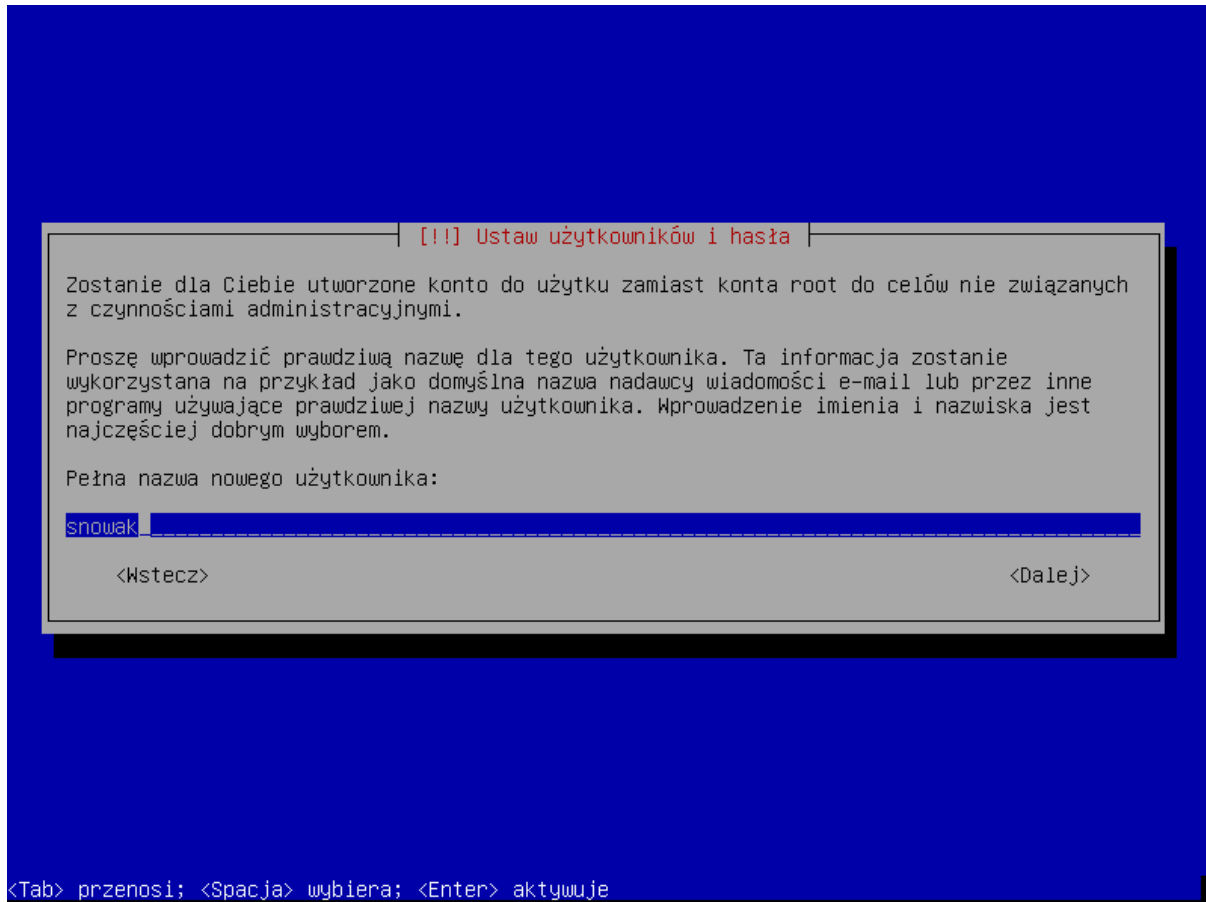 [!!] Ustaw użytkowników i hasła
Zostanie dla Ciebie utworzone konto do użytku zamiast konta root do celów nie związanych
z czynnościami administracyjnymi.
Proszę wprowadzić prawdziwą nazwę dla tego użytkownika. Ta informacja zostanie
wykorzystana na przykład jako domyślna nazwa nadawcy wiadomości e-mail lub przez inne
programy używające prawdziwej nazwy użytkownika. Wprowadzenie imienia i nazwiska jest
najczęściej dobrym wyborem.
Pełna nazwa nowego użytkownika:
snowak
<Wstecz> <Dalej>
<Tab> przenosi; <Spacja> wybiera; <Enter> aktywuje